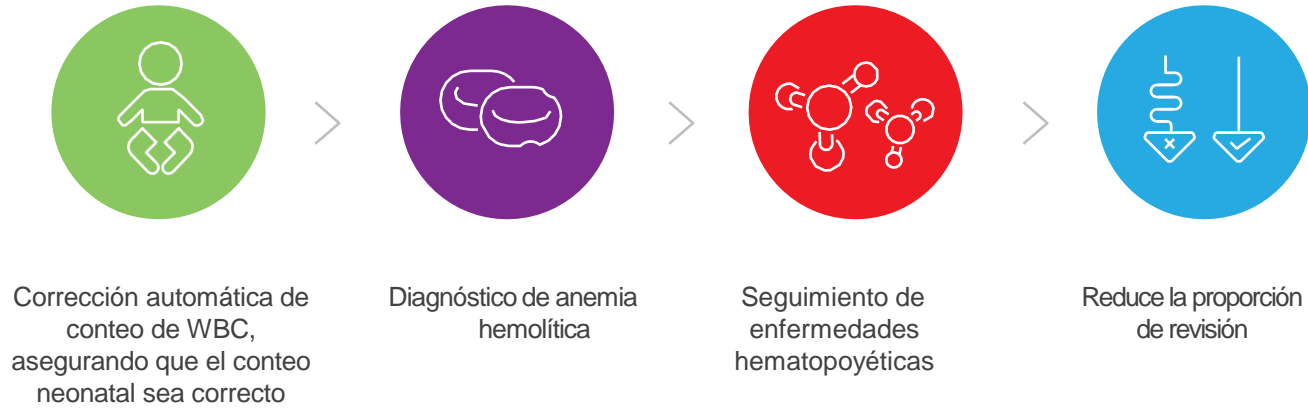 Corrección automática de
conteo de WBC,
asegurando que el conteo
neonatal sea correcto
Diagnóstico de anemia
hemolítica
Seguimiento de
enfermedades
hematopoyéticas
Reduce la proporción
de revisión